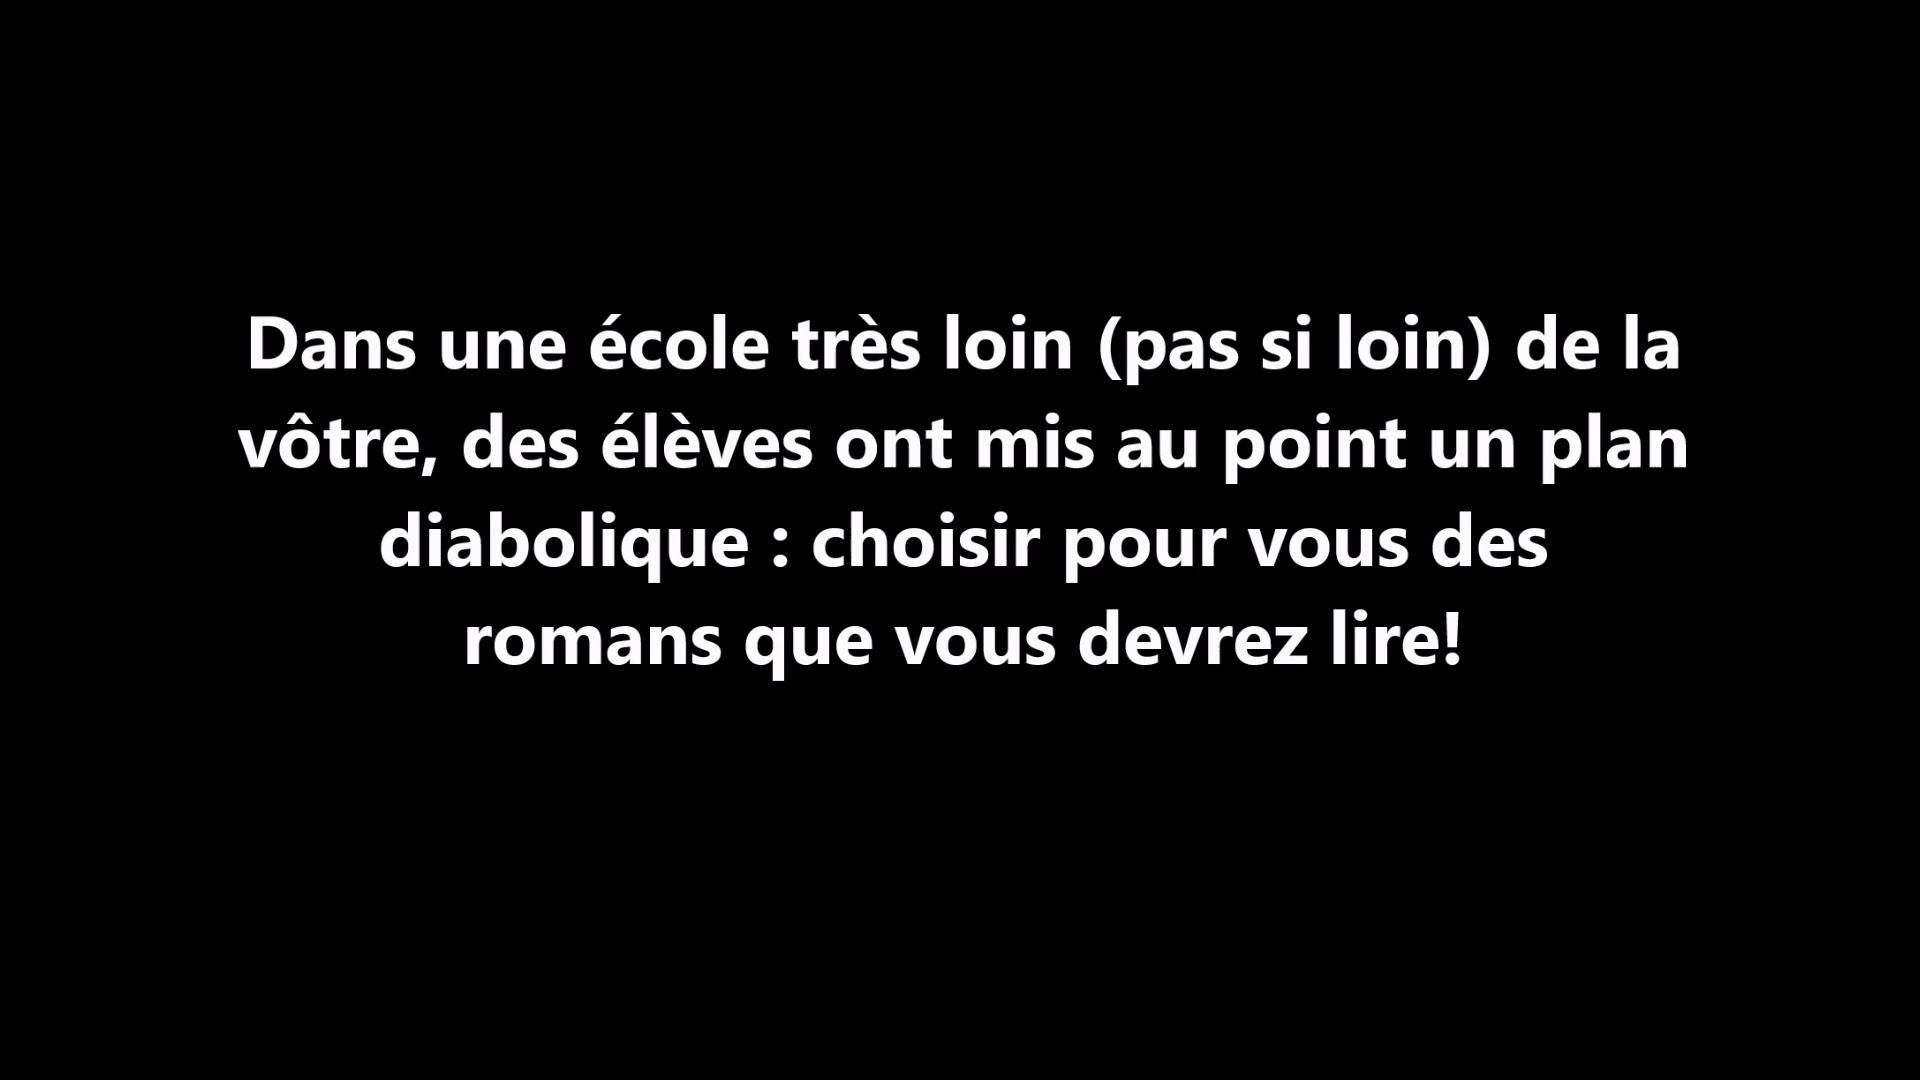 Dans une école très loin (pas si loin) de la
vôtre, des élèves ont mis au point un plan
diabolique : choisir pour vous des
romans que vous devrez lire!